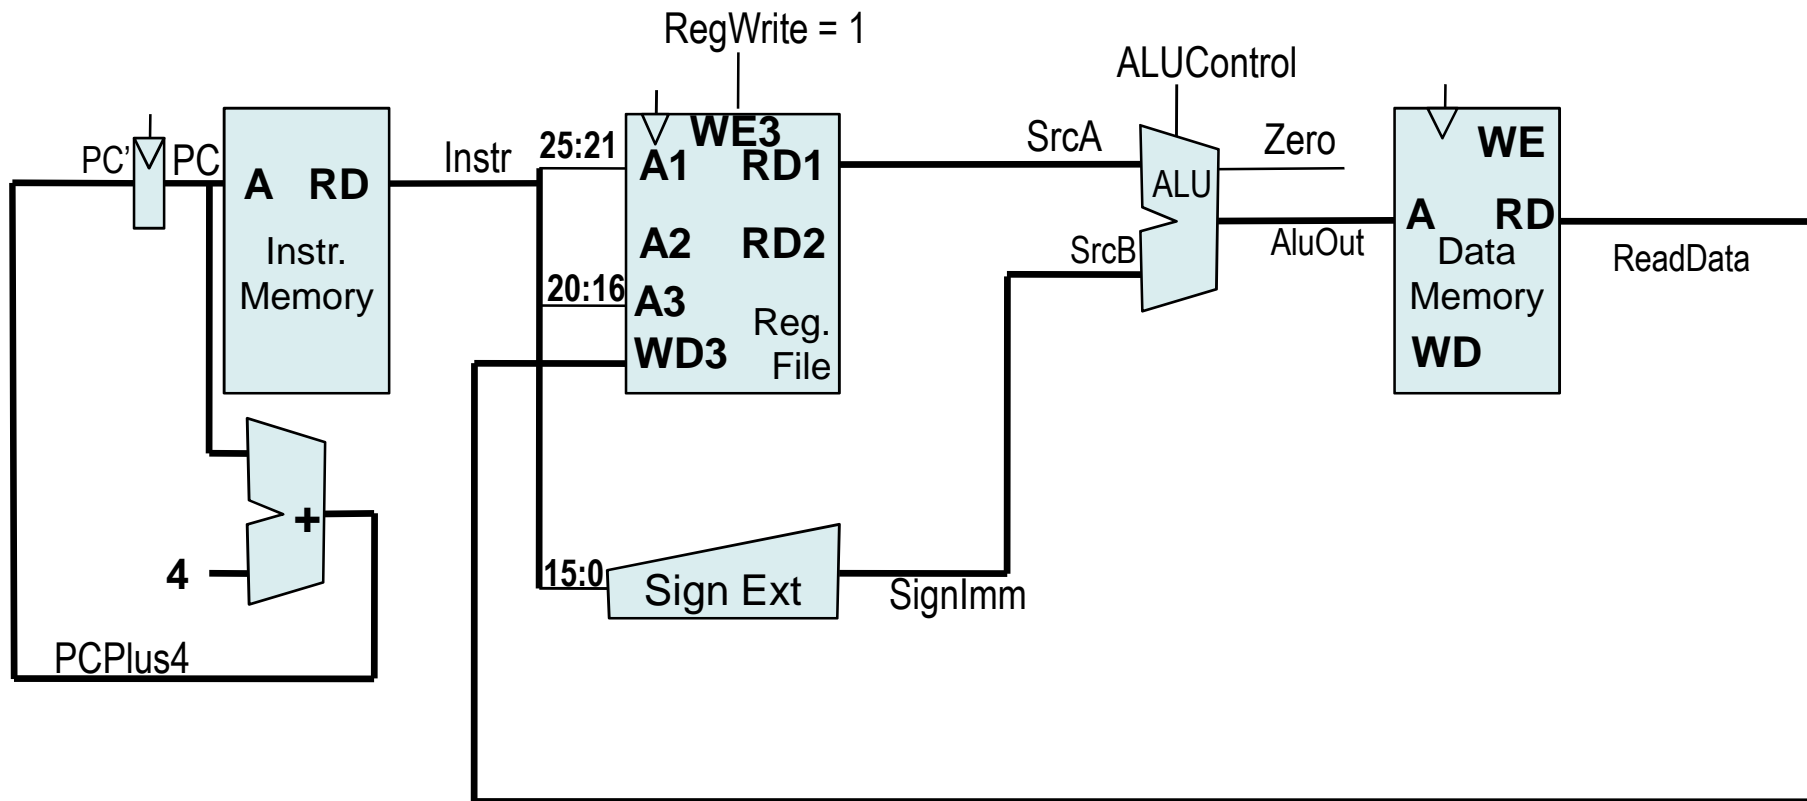 RegWrite = 1
ALUControl
PC'
PC
A RD
Instr.
Memory
Instr
25:21
20:16
15:0
WE3
A1 RD1
A2 RD2
A3
WD3
Reg.
File
SrcA
SrcB
ALU
Zero
AluOut
WE
A RD
Data
Memory
WD
ReadData
+
4
PCPlus4
Sign Ext
SignImm